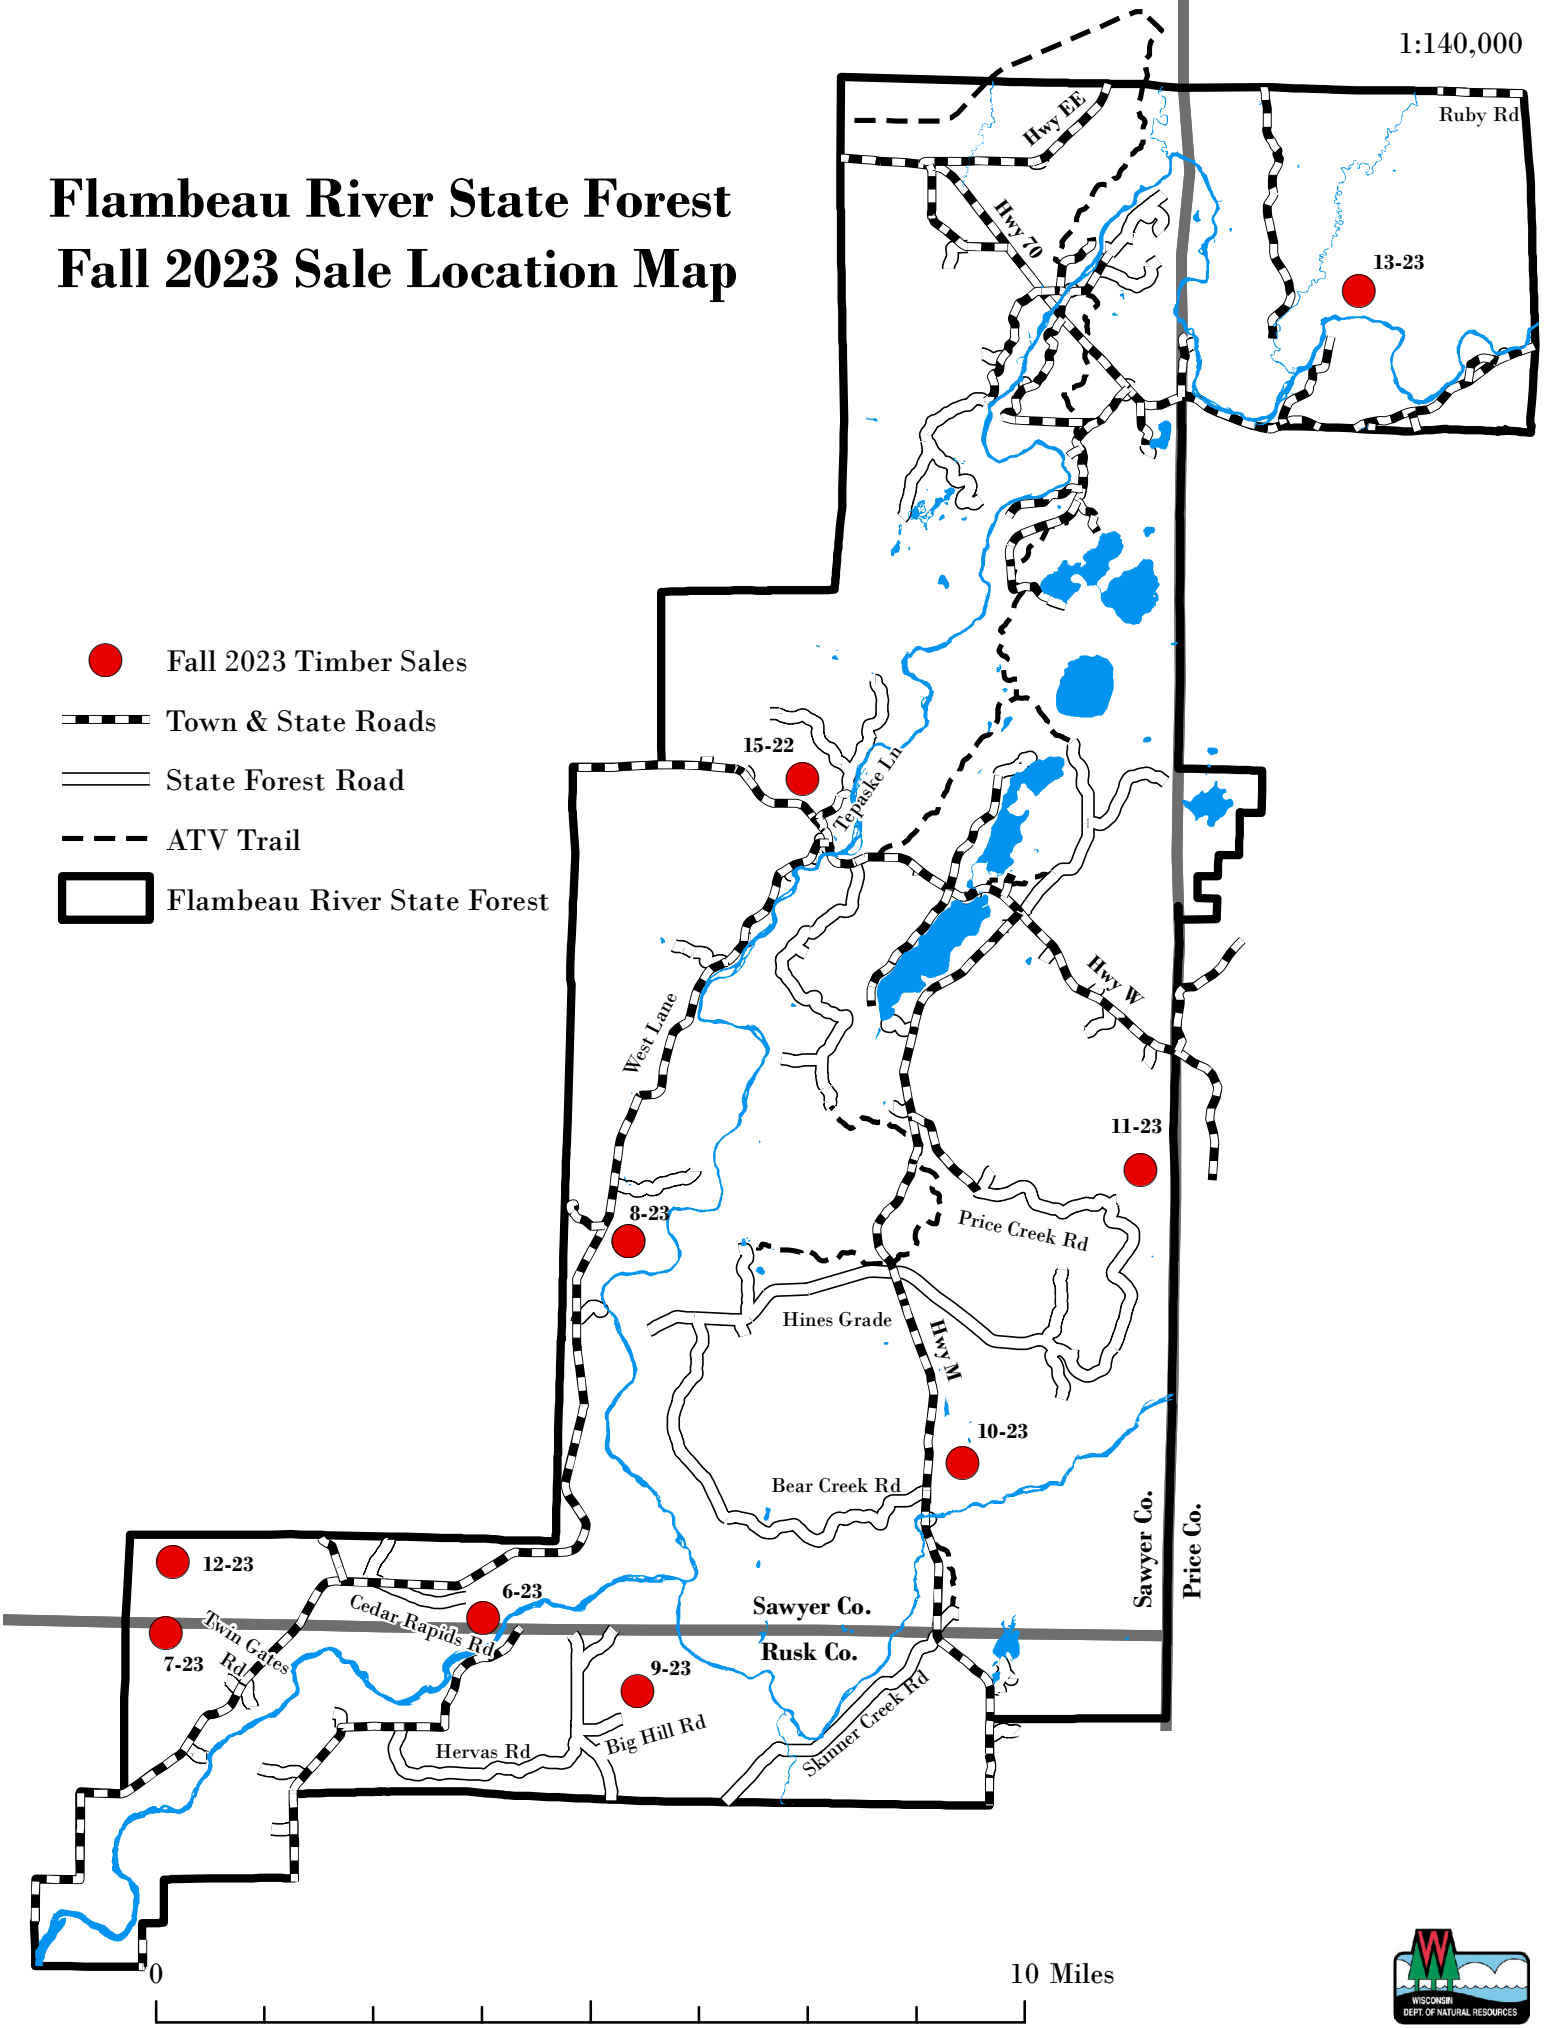 1:140,000
Ruby Rd
Hwy EE
Flambeau River State Forest
Fall 2023 Sale Location Map
Hwy 70
13-23
Fall 2023 Timber Sales
Town & State Roads
State Forest Road
ATV Trail
Flambeau River State Forest
15-22
Tepaske Ln
Hwy W
West Lane
11-23
8-23
Price Creek Rd
Hines Grade
Hwy M
10-23
Bear Creek Rd
Sawyer Co.
Price Co.
12-23
6-23
Cedar Rapids Rd
Sawyer Co.
Rusk Co.
Twin Gates
Rd
7-23
9-23
Skinner Creek Rd
Big Hill Rd
Hervas Rd
0
10 Miles
W
WISCONSIN
DEPT. OF NATURAL RESOURCES